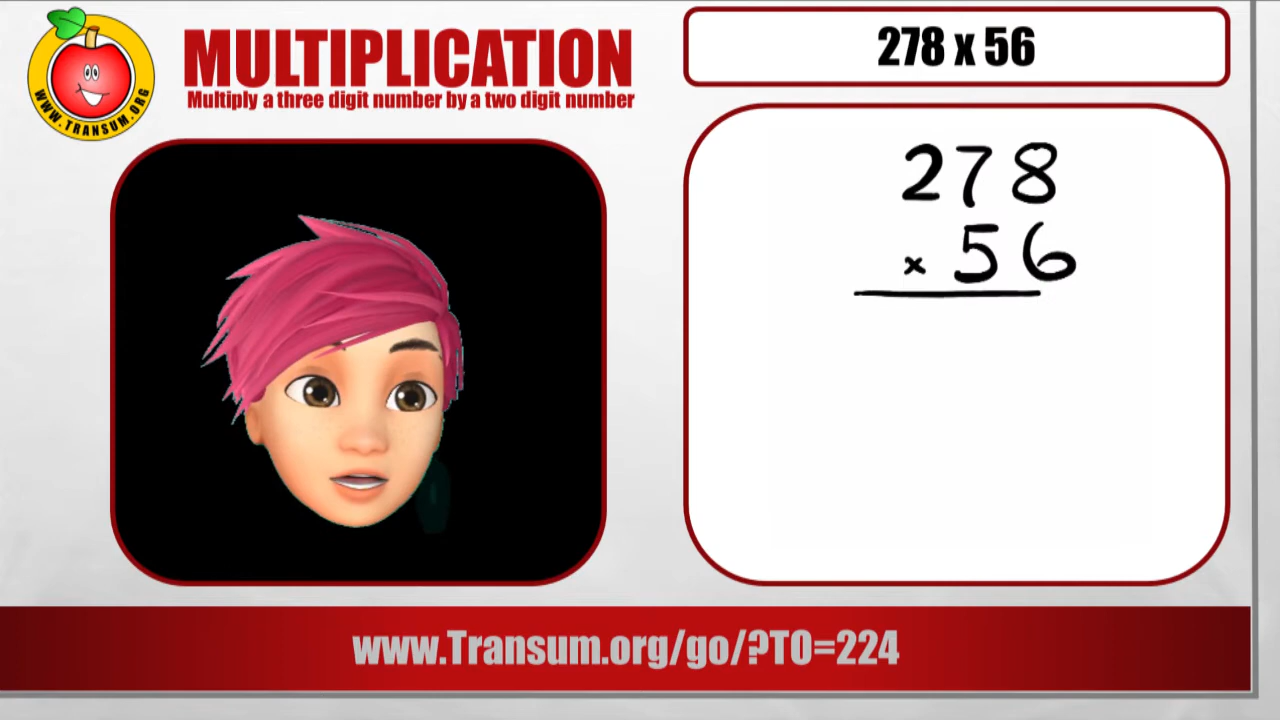 WWW.TRANSUM.ORG
MULTIPLICATION
Multiply a three digit number by a two digit number
278 x 56
278
x 56
www.Transum.org/go/?TO=224